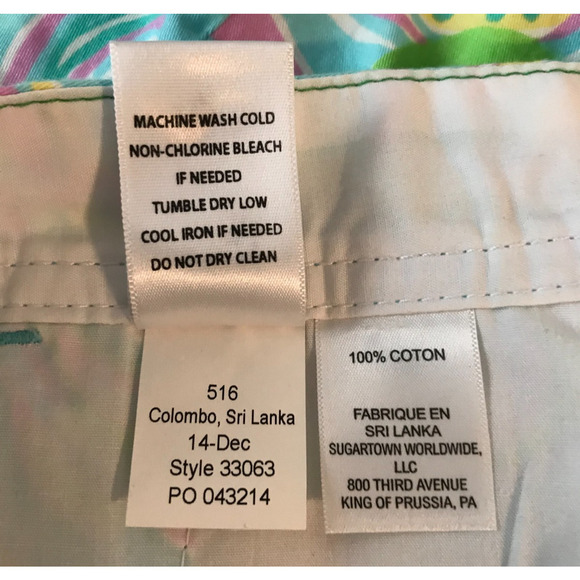 MACHINE WASH COLD
NON-CHLORINE BLEACH
IF NEEDED
TUMBLE DRY LOW
COOL IRON IF NEEDED
DO NOT DRY CLEAN
516
Colombo, Sri Lanka
14-Dec
Style 33063
PO 043214
100% COTON
FABRIQUE EN
SRI LANKA
SUGARTOWN WORLDWIDE,
LLC
800 THIRD AVENUE
KING OF PRUSSIA, PA